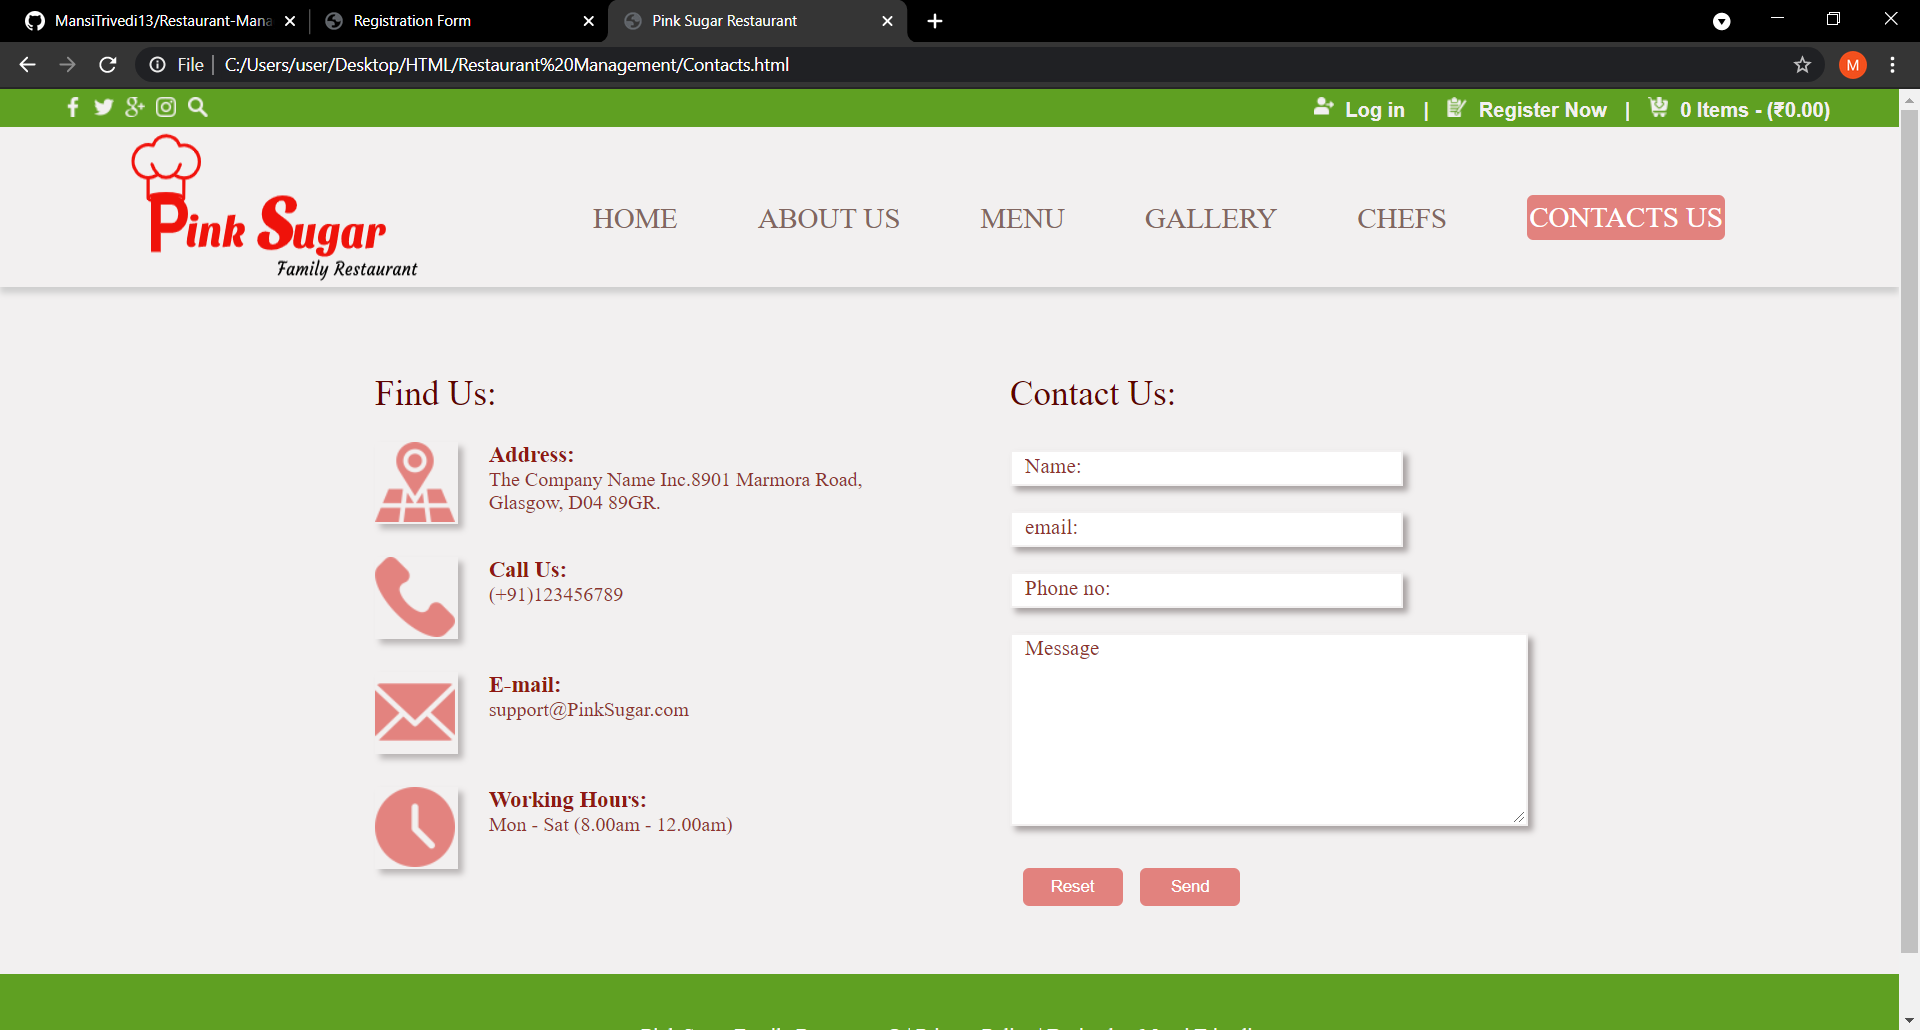 MansiTrivedi13/Restaurant-Mana
Registration Form
Pink Sugar Restaurant
File
C:/Users/user/Desktop/HTML/Restaurant%20Management/Contacts.html
M
Log in | Register Now | 0 Items - (₹0.00)
Pink Sugar
Family Restaurant
HOME
ABOUT US
MENU
GALLERY
CHEFS
CONTACTS US
Find Us:
Address:
The Company Name Inc.8901 Marmora Road,
Glasgow, D04 89GR.
Call Us:
(+91)123456789
E-mail:
support@PinkSugar.com
Working Hours:
Mon - Sat (8.00am - 12.00am)
Contact Us:
Name:
email:
Phone no:
Message
Reset
Send